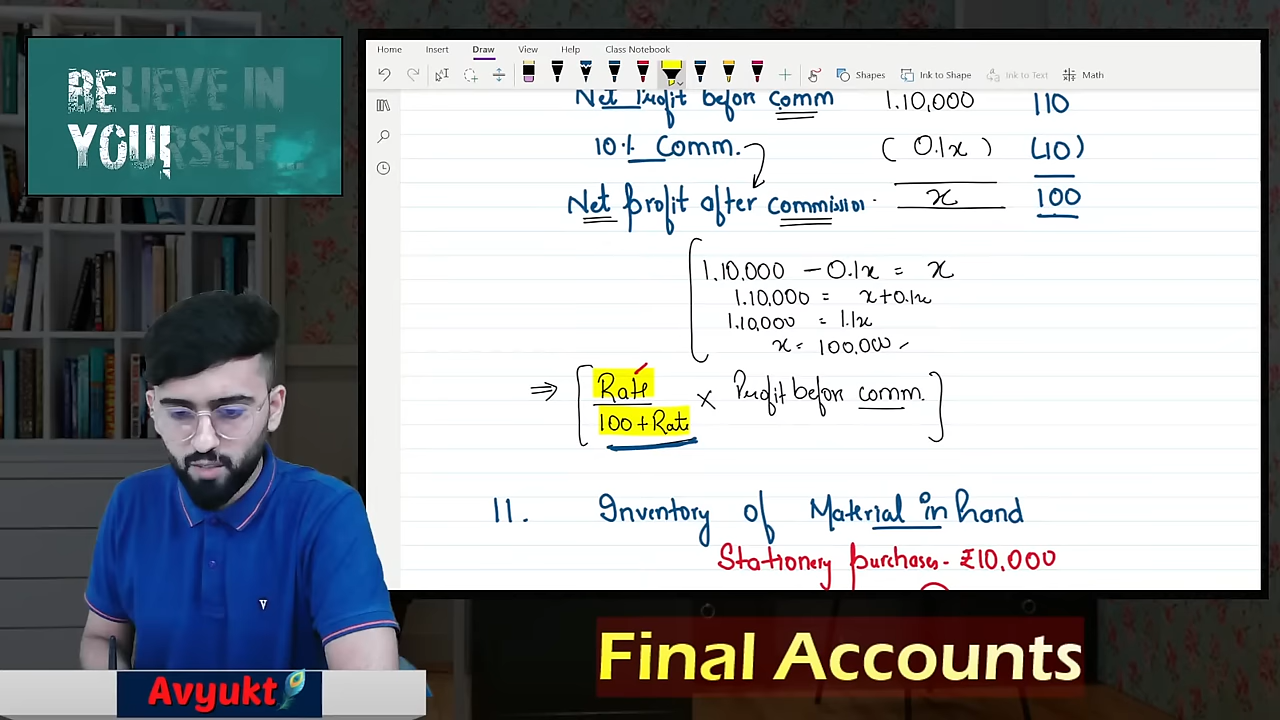 BELIEVE IN
YOURSELF...
Home Insert Draw View Help Class Notebook
Shapes Ink to Shape Ink to Text Math
Net Profit before Comm 1,10,000 110
10% Comm. ( 0.1x ) (10)
Net profit after commission. x 100
1,10,000 - 0.1x = x
1,10,000 = x+0.1x
1,10,000 = 1.1x
x = 100,000
⇒ [ Rate / 100 + Rate × Profit before comm. ]
11. Inventory of Material in hand
Stationery purchases - ₹10,000
Final Accounts
Avyukt